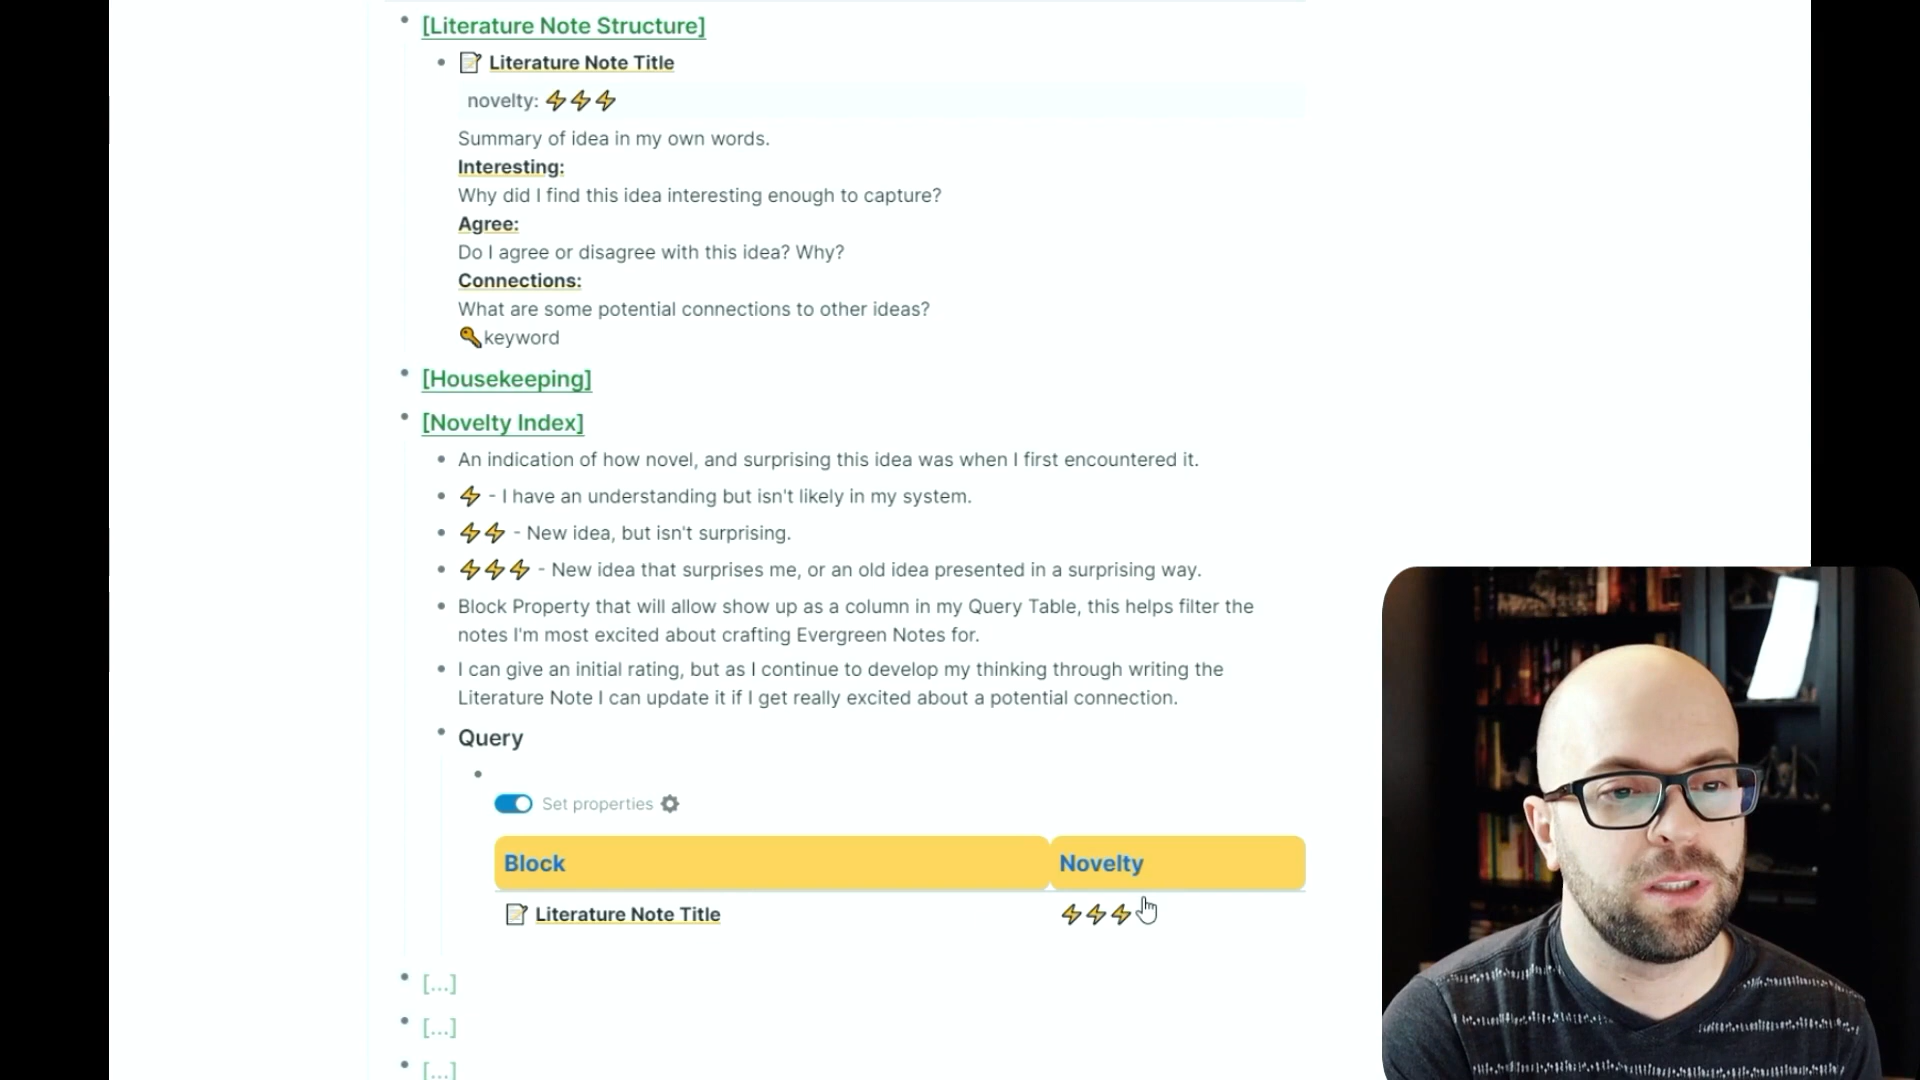 [Literature Note Structure]
📝 Literature Note Title
novelty: ⚡⚡⚡
Summary of idea in my own words.
Interesting:
Why did I find this idea interesting enough to capture?
Agree:
Do I agree or disagree with this idea? Why?
Connections:
What are some potential connections to other ideas?
🔑keyword
[Housekeeping]
[Novelty Index]
An indication of how novel, and surprising this idea was when I first encountered it.
⚡ - I have an understanding but isn't likely in my system.
⚡⚡ - New idea, but isn't surprising.
⚡⚡⚡ - New idea that surprises me, or an old idea presented in a surprising way.
Block Property that will allow show up as a column in my Query Table, this helps filter the
notes I'm most excited about crafting Evergreen Notes for.
I can give an initial rating, but as I continue to develop my thinking through writing the
Literature Note I can update it if I get really excited about a potential connection.
Query
Set properties
Block Novelty
📝 Literature Note Title ⚡⚡⚡
[...]
[...]
[...]